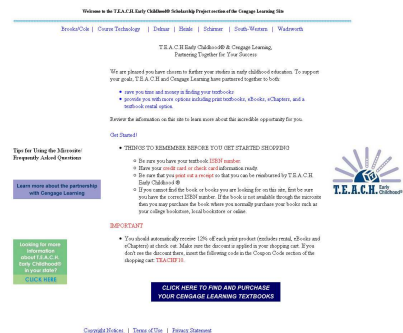 Welcome to the T.E.A.C.H. Early Childhood® Scholarship Project section of the Cengage Learning Site
Brooks/Cole | Course Technology | Delmar | Heinle | Schirmer | South-Western | Wadsworth
T.E.A.C.H Early Childhood® & Cengage Learning,
Partnering Together for Your Success
We are pleased you have chosen to further your studies in early childhood education. To support
your goals, T.E.A.C.H and Cengage Learning have partnered together to both:
save you time and money in finding your textbooks
provide you with more options including print textbooks, eBooks, eChapters, and a
textbook rental option.
Review the information on this site to learn more about this incredible opportunity for you.
Get Started!
THINGS TO REMEMBER BEFORE YOU GET STARTED SHOPPING
Be sure you have your textbook ISBN number.
Have your credit card or check card information ready.
Be sure that you print out a receipt so that you can be reimbursed by T.E.A.C.H.
Early Childhood ®
If you cannot find the book or books you are looking for on this site, first be sure
you have the correct ISBN number. If the book is not available through the microsite
then you may purchase the book where you normally purchase your books such as
your college bookstore, local bookstore or online.
IMPORTANT
You should automatically receive 12% off each print product (excludes rental, eBooks and
eChapters) at check out. Make sure the discount is applied in your shopping cart. If you
don't see the discount there, insert the following code in the Coupon Code section of the
shopping cart: TEACHF10.
CLICK HERE TO FIND AND PURCHASE
YOUR CENGAGE LEARNING TEXTBOOKS
Tips for Using the Microsite/
Frequently Asked Questions
Learn more about the partnership
with Cengage Learning
Looking for more
information
about T.E.A.C.H.
Early Childhood®
in your state?
CLICK HERE
T.E.A.C.H. Early
Childhood®
Copyright Notices | Terms of Use | Privacy Statement